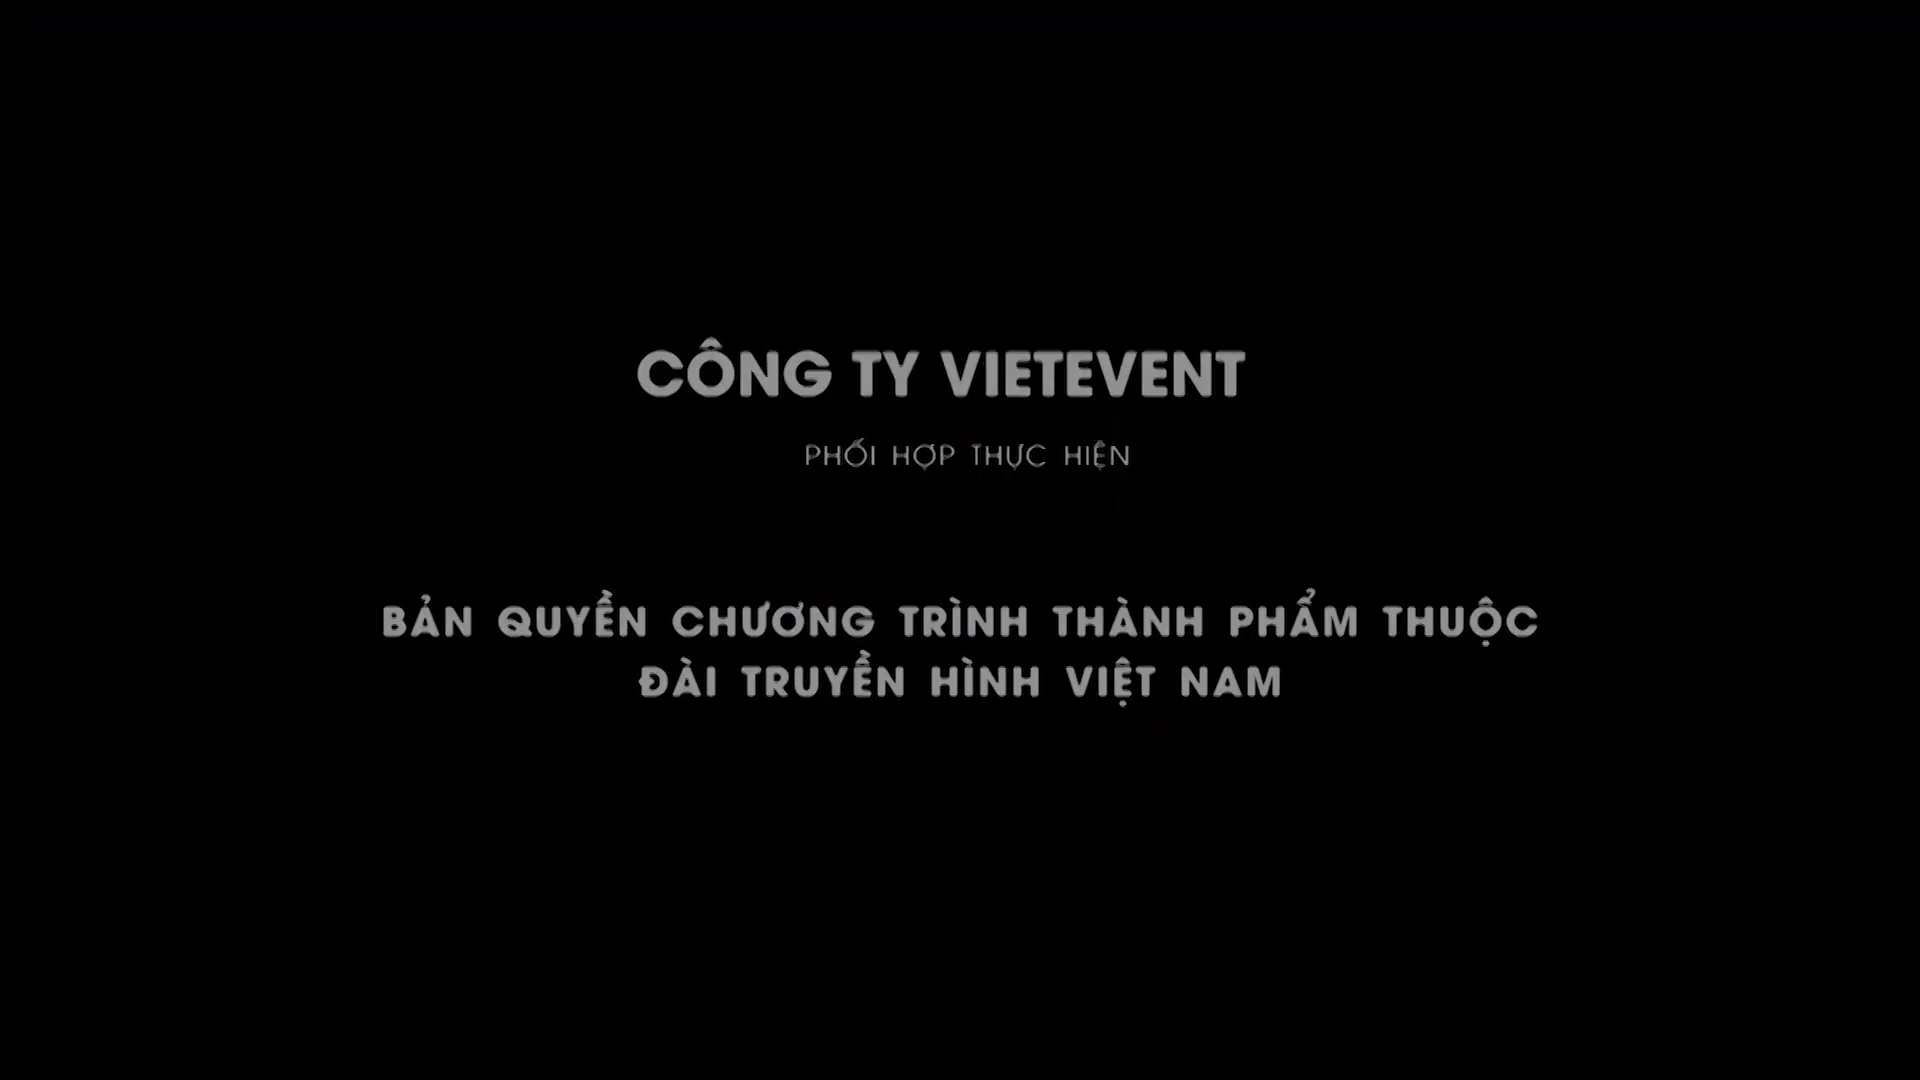 CÔNG TY VIETEVENT
PHỐI HỢP THỰC HIỆN
BẢN QUYỀN CHƯƠNG TRÌNH THÀNH PHẨM THUỘC
ĐÀI TRUYỀN HÌNH VIỆT NAM